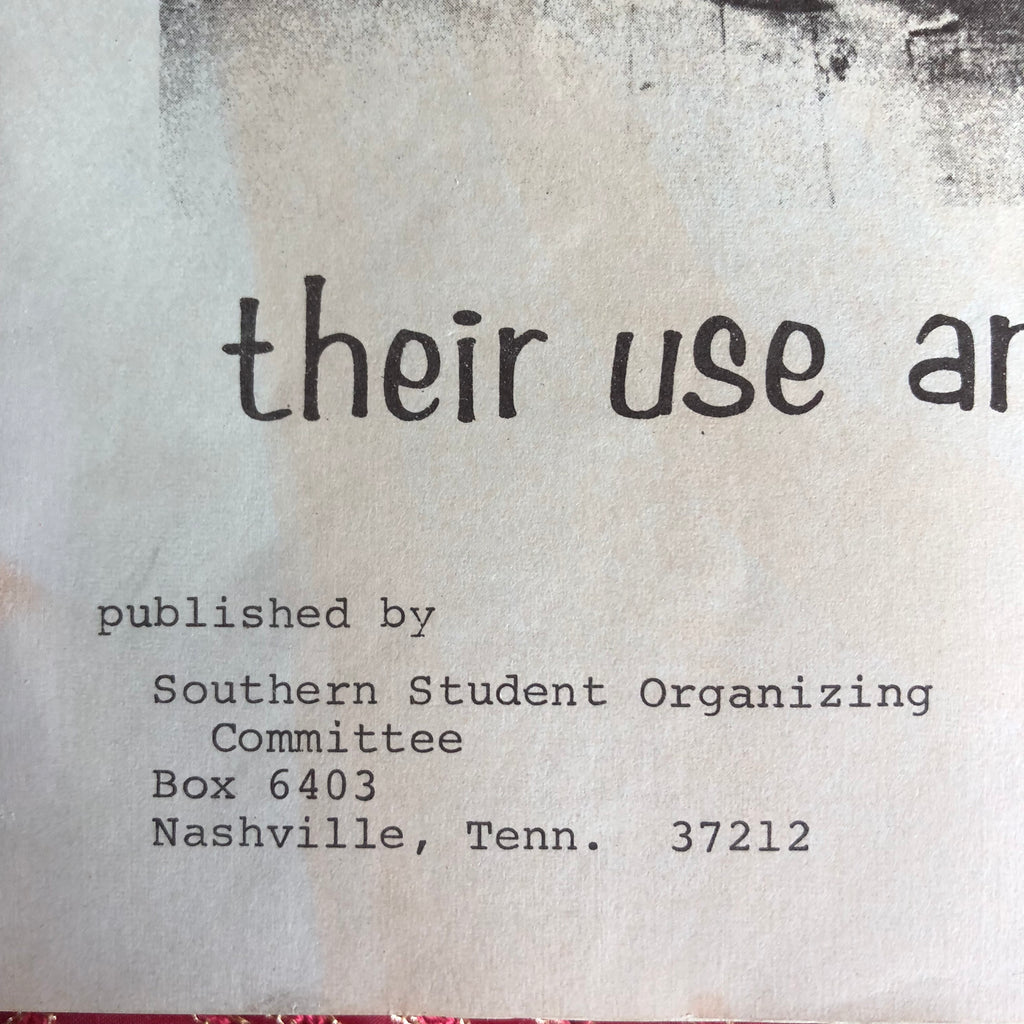 their use
published by
Southern Student Organizing
Committee
Box 6403
Nashville, Tenn. 37212